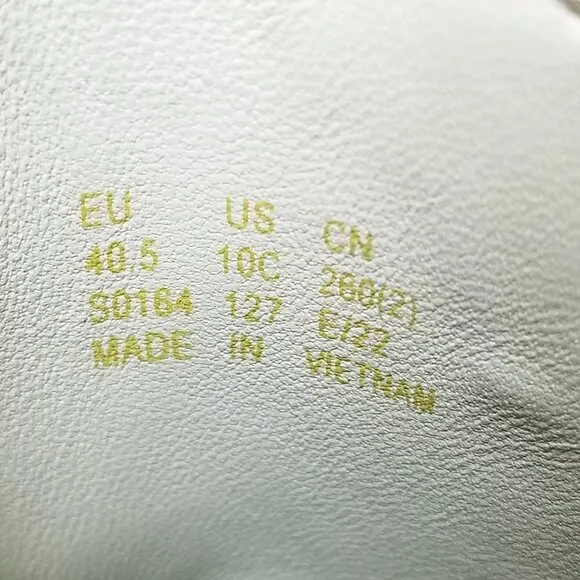 EU US CN
40.5 10C 260(2)
S0164 127 E/22
MADE IN VIETNAM